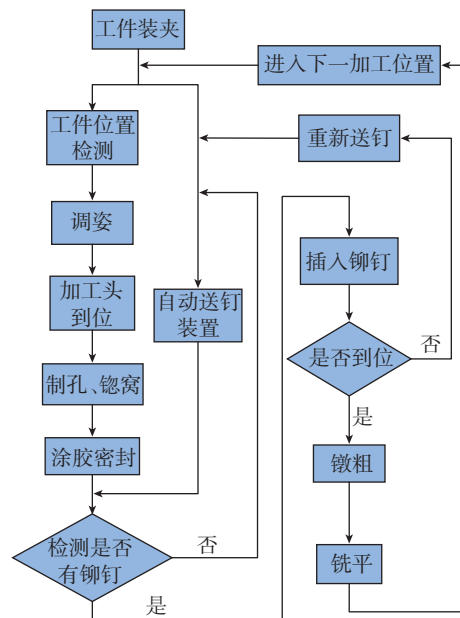 工件装夹
进入下一加工位置
工件位置
检测
重新送钉
调姿
插入铆钉
加工头
到位
自动送钉
装置
是否到位
否
制孔、锪窝
是
涂胶密封
镦粗
检测是否
有铆钉
否
铣平
是